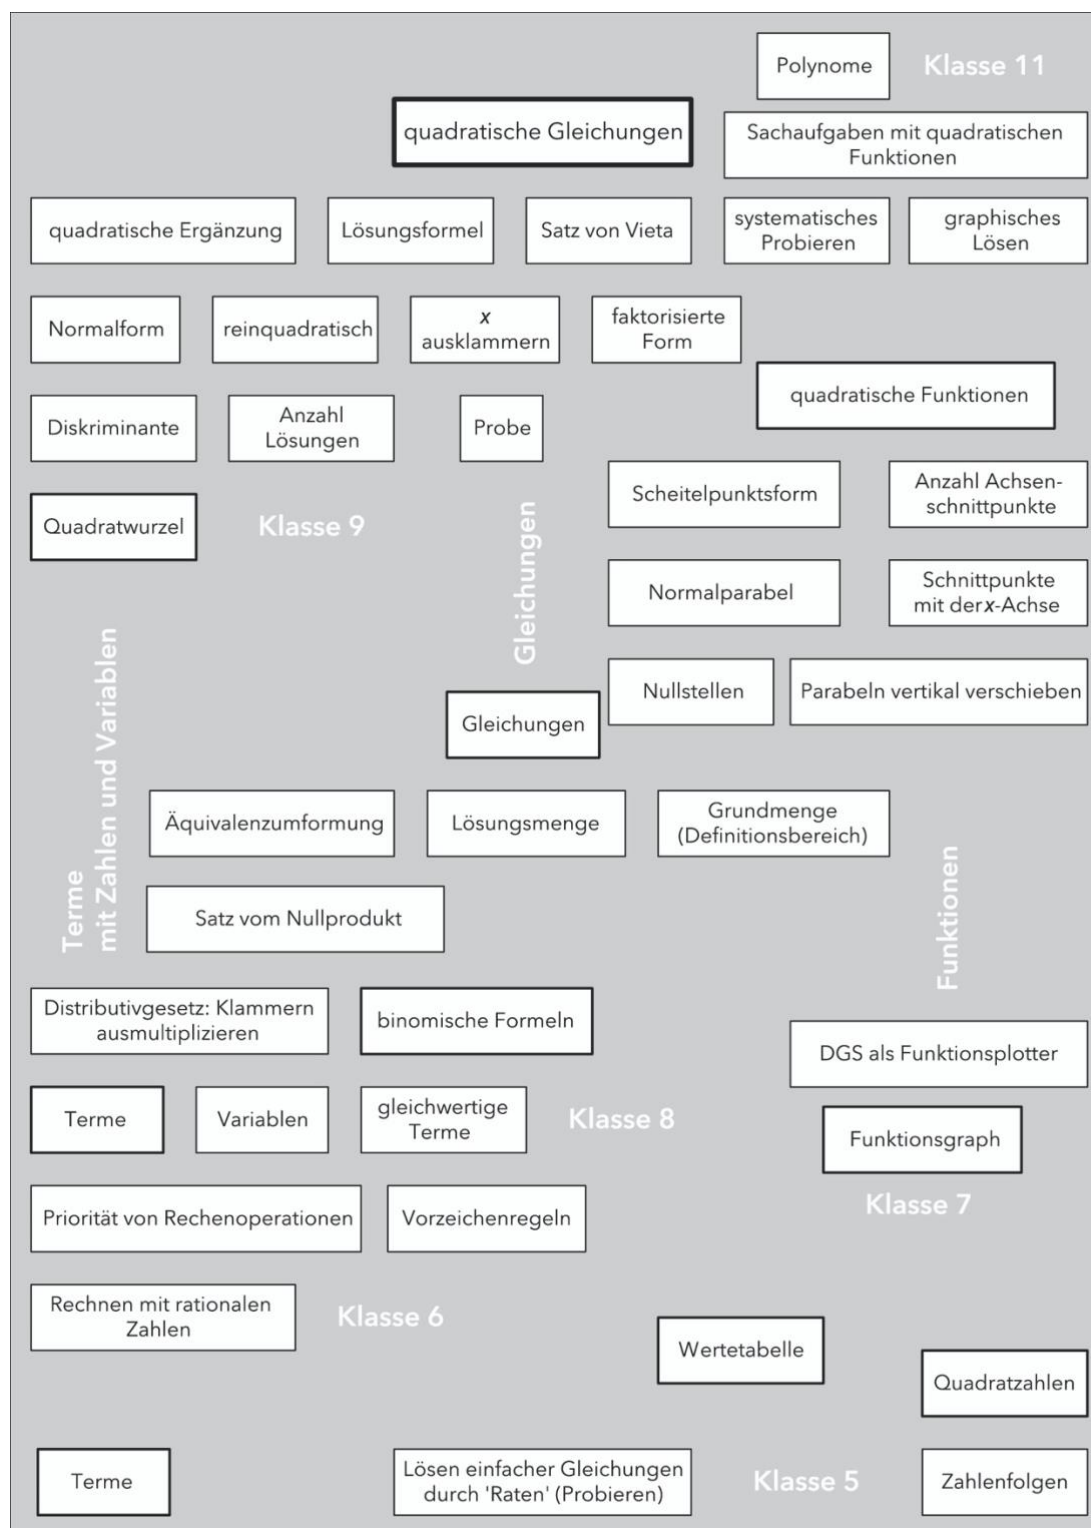 Polynome
Klasse 11
quadratische Gleichungen
Sachaufgaben mit quadratischen
Funktionen
quadratische Ergänzung
Lösungsformel
Satz von Vieta
systematisches
Probieren
graphisches
Lösen
Normalform
reinquadratisch
x
ausklammern
faktorisierte
Form
quadratische Funktionen
Diskriminante
Anzahl
Lösungen
Probe
Scheitelpunktsform
Anzahl Achsen-
schnittpunkte
Quadratwurzel
Klasse 9
Gleichungen
Normalparabel
Schnittpunkte
mit der x-Achse
Terme
mit Zahlen und Variablen
Nullstellen
Parabeln vertikal verschieben
Gleichungen
Äquivalenzumformung
Lösungsmenge
Grundmenge
(Definitionsbereich)
Satz vom Nullprodukt
Funktionen
Distributivgesetz: Klammern
ausmultiplizieren
binomische Formeln
DGS als Funktionsplotter
Terme
Variablen
gleichwertige
Terme
Klasse 8
Funktionsgraph
Klasse 7
Priorität von Rechenoperationen
Vorzeichenregeln
Rechnen mit rationalen
Zahlen
Klasse 6
Wertetabelle
Quadratzahlen
Terme
Lösen einfacher Gleichungen
durch 'Raten' (Probieren)
Klasse 5
Zahlenfolgen